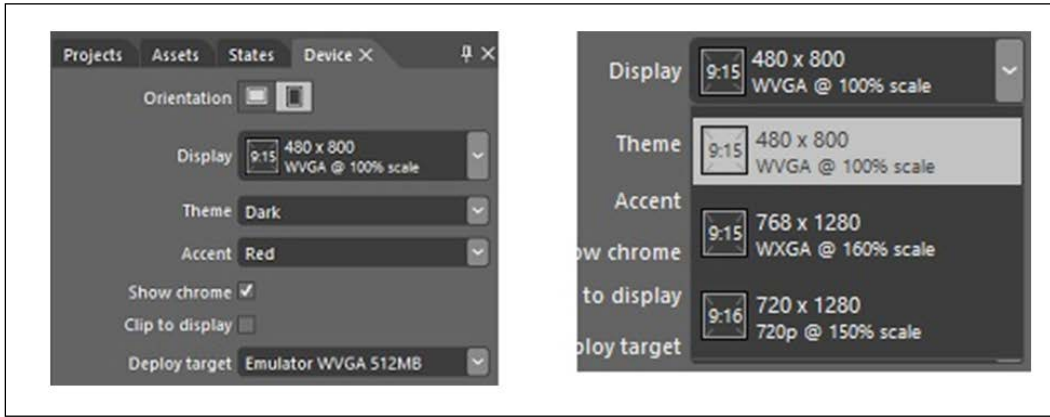 Projects Assets States Device X
Orientation
Display 9:15 480 x 800
WVGA @ 100% scale
Theme Dark
Accent Red
Show chrome
Clip to display
Deploy target Emulator WVGA 512MB
Display 9:15 480 x 800
WVGA @ 100% scale
Theme 9:15 480 x 800
WVGA @ 100% scale
Accent
ow chrome 9:15 768 x 1280
WXGA @ 160% scale
to display 9:16 720 x 1280
720p @ 150% scale
ploy target